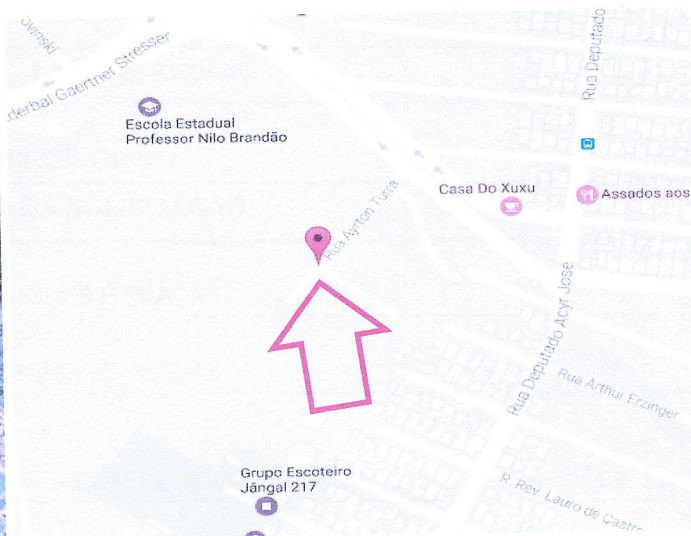 ovinski
derbal Gaertner Stresser
Rua Deputado
Escola Estadual
Professor Nilo Brandão
Casa Do Xuxu
Assados aos
Rua Ayrton Turra
Rua Deputado Acyr José
Rua Arthur Erzinger
Grupo Escoteiro
Jângal 217
R. Rev. Lauro de Castro